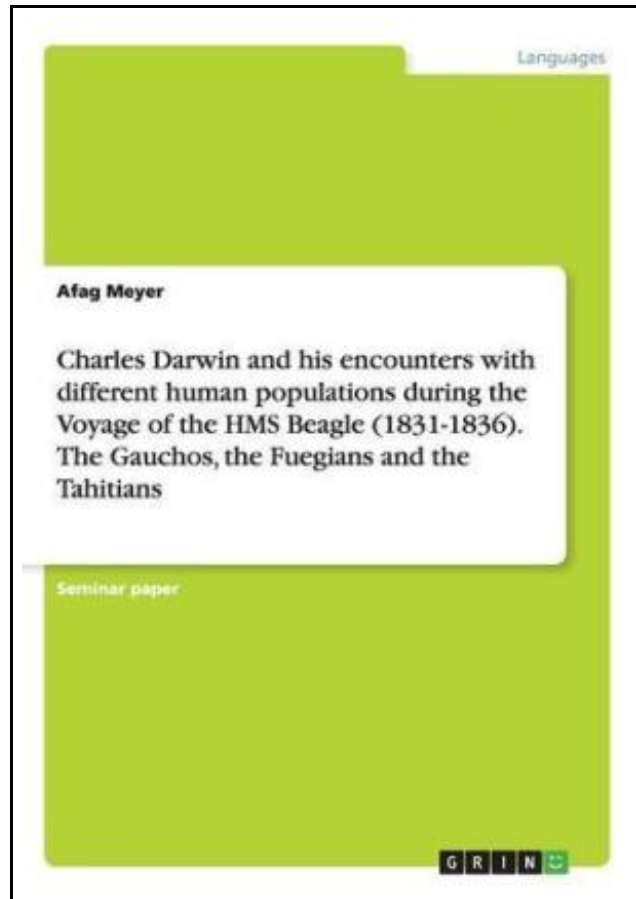 Languages
Afag Meyer
Charles Darwin and his encounters with
different human populations during the
Voyage of the HMS Beagle (1831-1836).
The Gauchos, the Fuegians and the
Tahitians
Seminar paper
GRIN